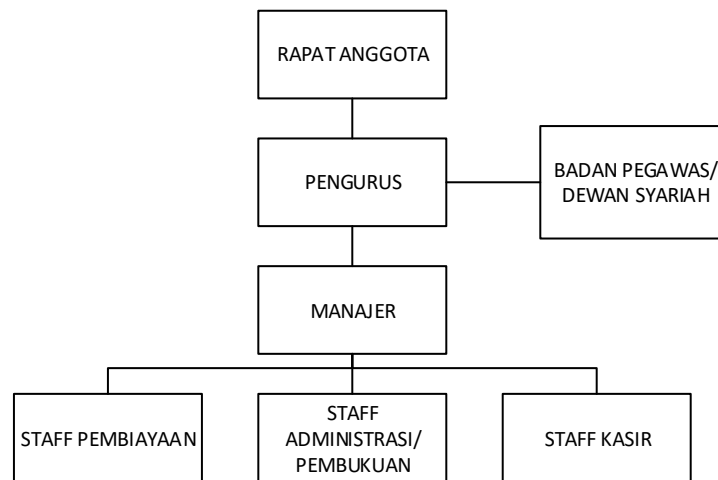 RAPAT ANGGOTA
PENGURUS
BADAN PEGAWAS/
DEWAN SYARIAH
MANAJER
STAFF PEMBIAYAAN
STAFF
ADMINISTRASI/
PEMBUKUAN
STAFF KASIR